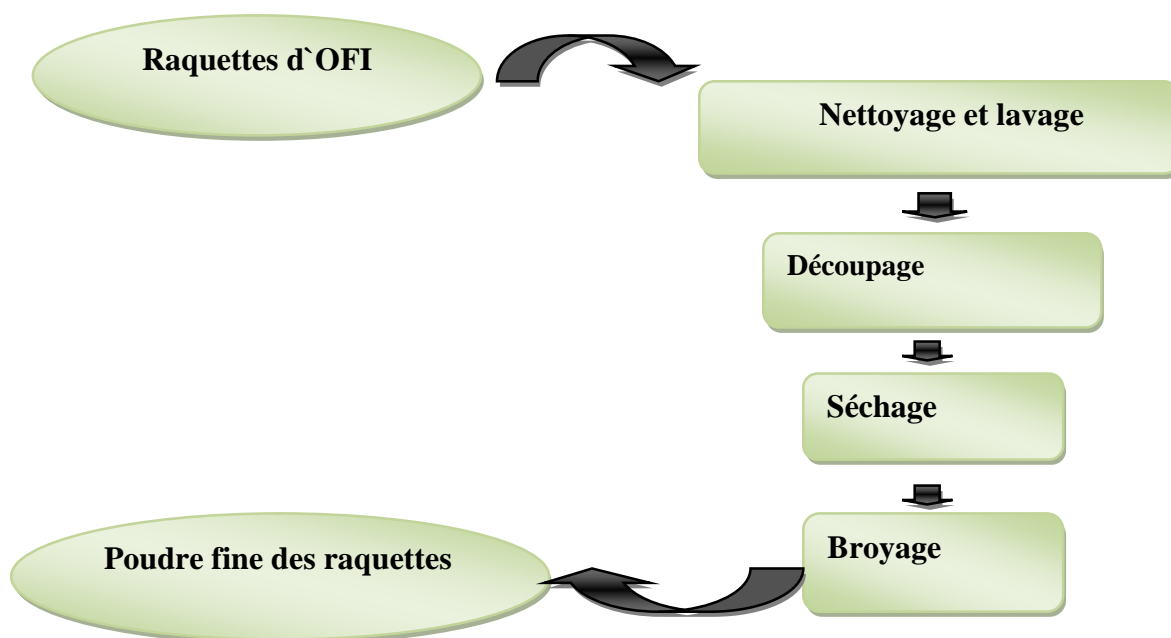 Raquettes d`OFI
Nettoyage et lavage
Découpage
Séchage
Broyage
Poudre fine des raquettes